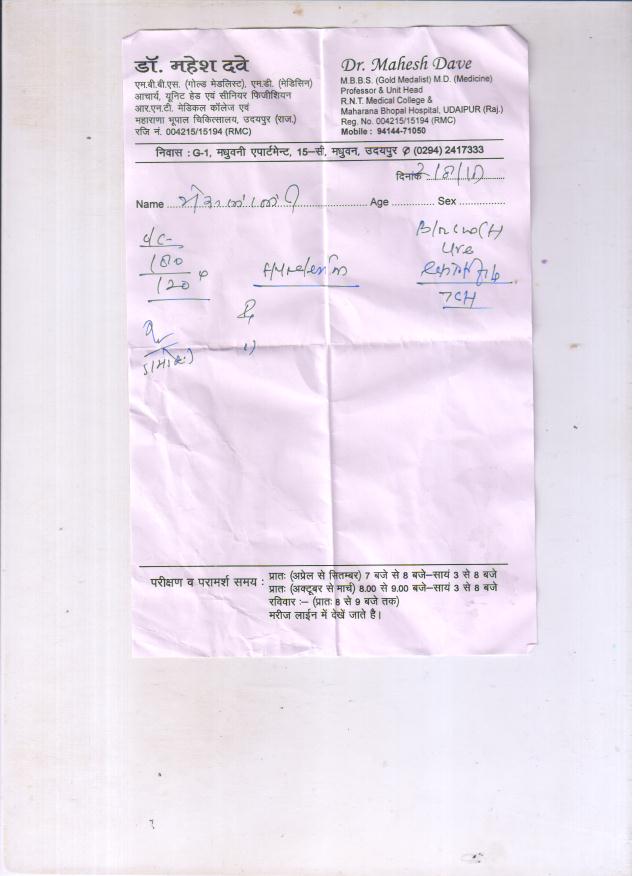 डॉ. महेश दवे
एम.बी.बी.एस. (गोल्ड मेडलिस्ट), एम.डी. (मेडिसिन)
आचार्य, यूनिट हेड एवं सीनियर फिजीशियन
आर.एन.टी. मेडिकल कॉलेज एवं
महाराणा भूपाल चिकित्सालय, उदयपुर (राज.)
रजि नं. 004215/15194 (RMC)
Dr. Mahesh Dave
M.B.B.S. (Gold Medalist) M.D. (Medicine)
Professor & Unit Head
R.N.T. Medical College &
Maharana Bhopal Hospital, UDAIPUR (Raj.)
Reg. No. 004215/15194 (RMC)
Mobile : 94144-71050
निवास : G-1, मधुवनी एपार्टमेन्ट, 15-सी, मधुवन, उदयपुर ✆ (0294) 2417333
दिनांक
Name Age Sex
180
120
1)
परीक्षण व परामर्श समय : प्रातः (अप्रेल से सितम्बर) 7 बजे से 8 बजे-सायं 3 से 8 बजे
प्रातः (अक्टूबर से मार्च) 8.00 से 9.00 बजे-सायं 3 से 8 बजे
रविवार :- (प्रातः 8 से 9 बजे तक)
मरीज लाईन में देखें जाते है।